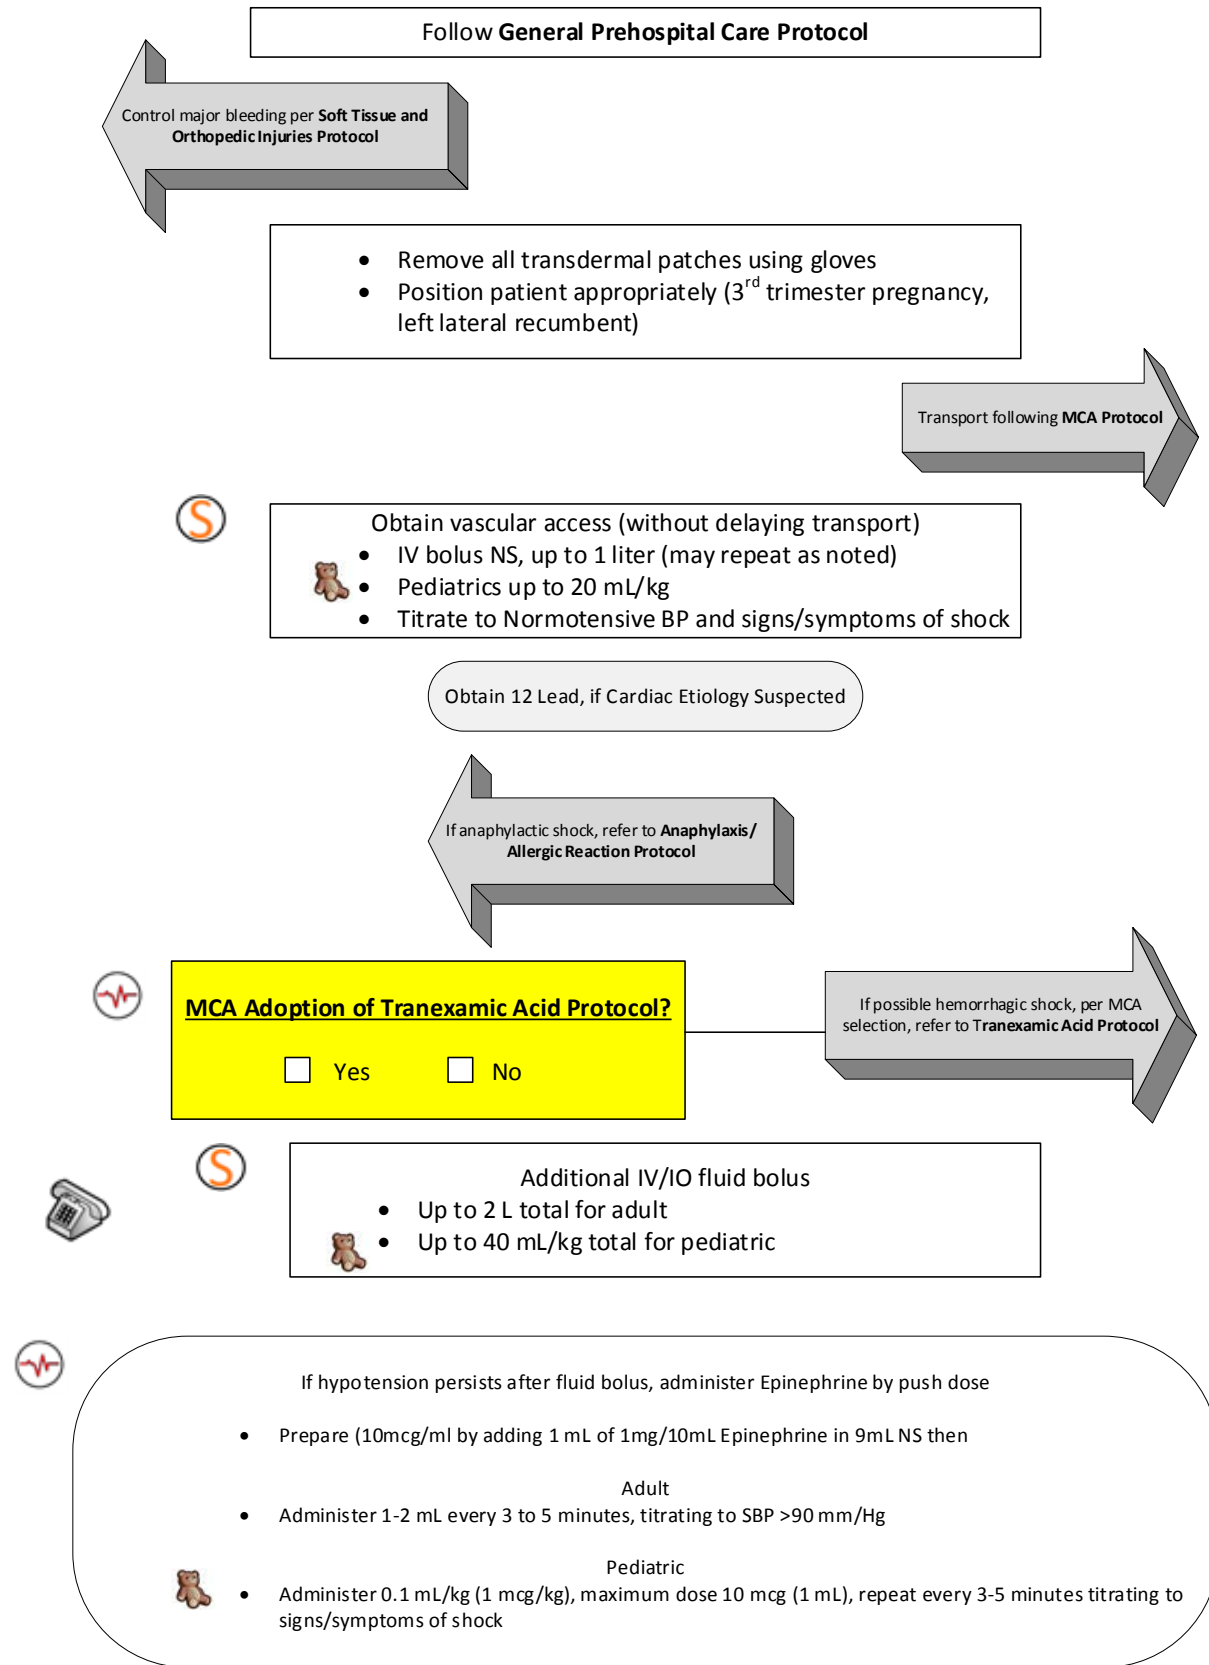 Follow General Prehospital Care Protocol
Control major bleeding per Soft Tissue and
Orthopedic Injuries Protocol
• Remove all transdermal patches using gloves
• Position patient appropriately (3rd trimester pregnancy,
left lateral recumbent)
Transport following MCA Protocol
S
Obtain vascular access (without delaying transport)
• IV bolus NS, up to 1 liter (may repeat as noted)
• Pediatrics up to 20 mL/kg
• Titrate to Normotensive BP and signs/symptoms of shock
Obtain 12 Lead, if Cardiac Etiology Suspected
If anaphylactic shock, refer to Anaphylaxis/
Allergic Reaction Protocol
MCA Adoption of Tranexamic Acid Protocol?
Yes No
If possible hemorrhagic shock, per MCA
selection, refer to Tranexamic Acid Protocol
S
Additional IV/IO fluid bolus
• Up to 2 L total for adult
• Up to 40 mL/kg total for pediatric
If hypotension persists after fluid bolus, administer Epinephrine by push dose
• Prepare (10mcg/ml by adding 1 mL of 1mg/10mL Epinephrine in 9mL NS then
Adult
• Administer 1-2 mL every 3 to 5 minutes, titrating to SBP >90 mm/Hg
Pediatric
• Administer 0.1 mL/kg (1 mcg/kg), maximum dose 10 mcg (1 mL), repeat every 3-5 minutes titrating to
signs/symptoms of shock